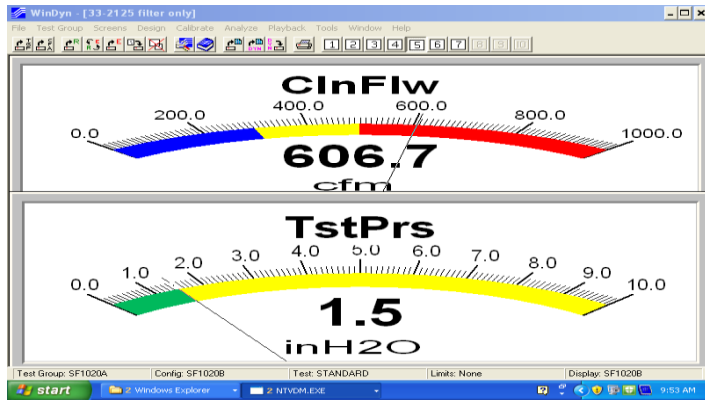 WinDyn - [33-2125 filter only]
File Test Group Screens Design Calibrate Analyze Playback Tools Window Help
1 2 3 4 5 6 7 8 9 10
ClnFlw
0.0 200.0 400.0 600.0 800.0 1000.0
606.7
cfm
TstPrs
0.0 1.0 2.0 3.0 4.0 5.0 6.0 7.0 8.0 9.0 10.0
1.5
inH2O
Test Group: SF1020A Config: SF1020B Test: STANDARD Limits: None Display: SF1020B
start 2 Windows Explorer 2 NTVDM.EXE 9:53 AM